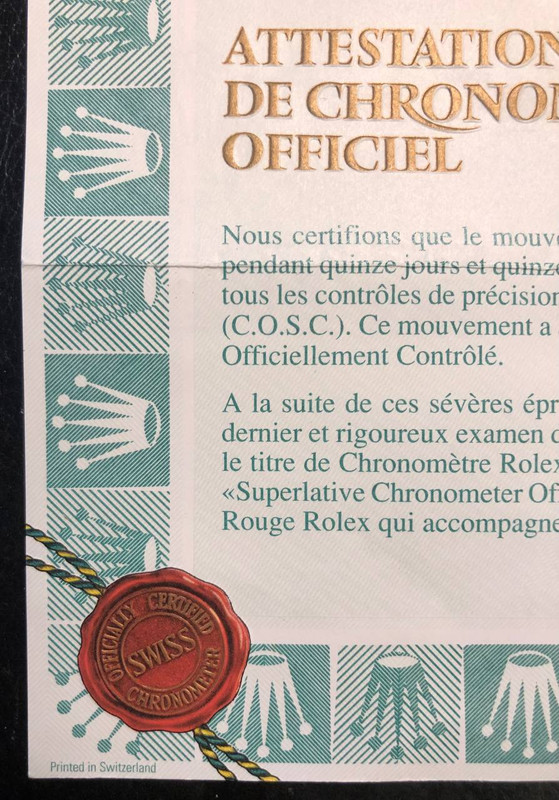 ATTESTATION
DE CHRONOM
OFFICIEL
Nous certifions que le mouve
pendant quinze jours et quinze
tous les contrôles de précision
(C.O.S.C.). Ce mouvement a
Officiellement Contrôlé.
A la suite de ces sévères épr
dernier et rigoureux examen d
le titre de Chronomètre Rolex
«Superlative Chronometer Of
Rouge Rolex qui accompagne
OFFICIALLY CERTIFIED
SWISS
CHRONOMETER
Printed in Switzerland